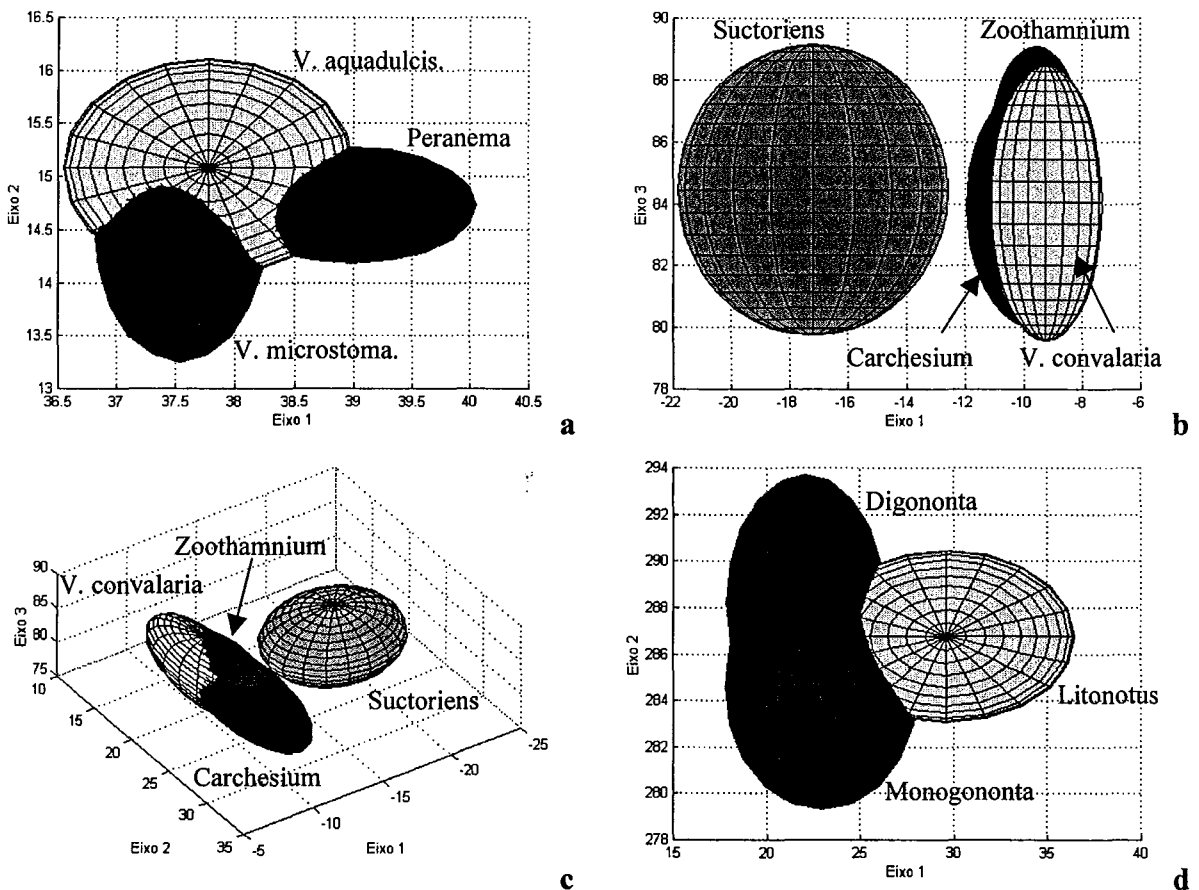 16.5
16
15.5
15
14.5
14
13.5
13
Eixo 2
36.5 37 37.5 38 38.5 39 39.5 40 40.5
Eixo 1
V. aquadulcis.
Peranema
V. microstoma.
a
90
88
86
84
82
80
78
Eixo 3
-22 -20 -18 -16 -14 -12 -10 -8 -6
Eixo 1
Suctoriens
Zoothamnium
Carchesium
V. convalaria
b
90
85
80
75
Eixo 3
10
15
20
25
30
35
Eixo 2
-5
-10
-15
-20
-25
Eixo 1
Zoothamnium
V. convalaria
Suctoriens
Carchesium
c
294
292
290
288
286
284
282
280
278
Eixo 2
15 20 25 30 35 40
Eixo 1
Digononta
Litonotus
Monogononta
d